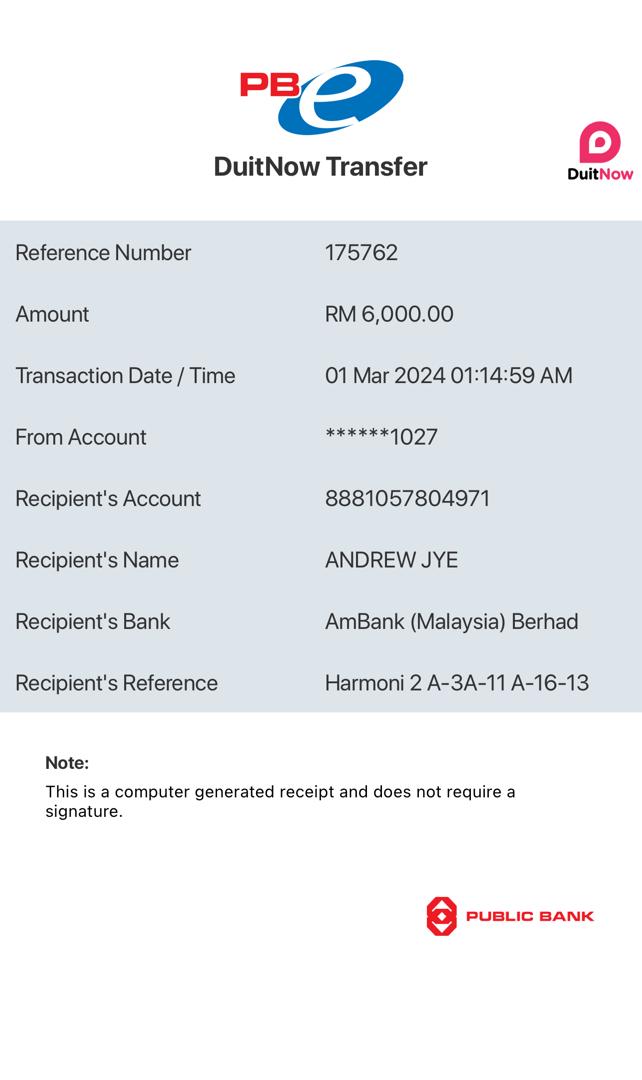 PBe
DuitNow Transfer
DuitNow
Reference Number 175762
Amount RM 6,000.00
Transaction Date / Time 01 Mar 2024 01:14:59 AM
From Account ******1027
Recipient's Account 8881057804971
Recipient's Name ANDREW JYE
Recipient's Bank AmBank (Malaysia) Berhad
Recipient's Reference Harmoni 2 A-3A-11 A-16-13
Note:
This is a computer generated receipt and does not require a
signature.
PUBLIC BANK